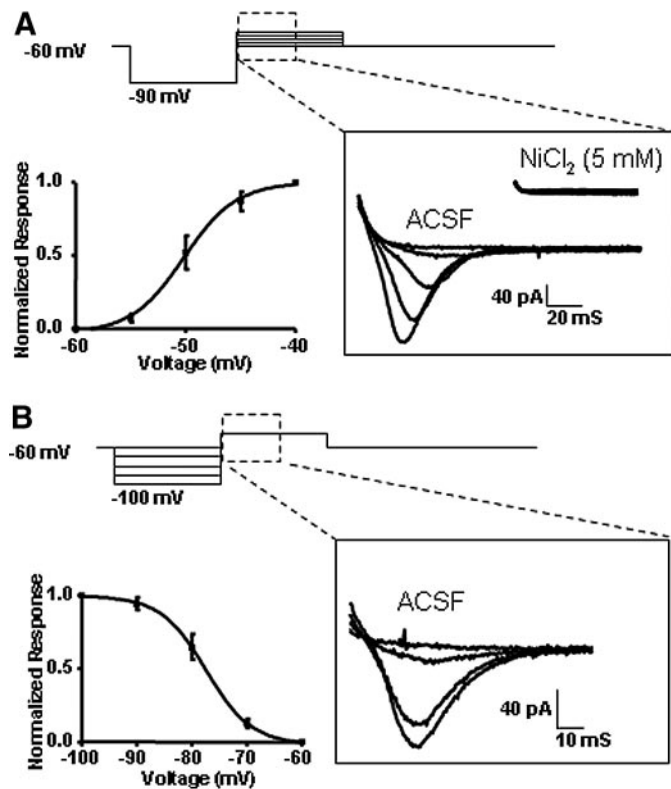 A
-60 mV
-90 mV
NiCl2 (5 mM)
ACSF
40 pA
20 mS
Normalized Response
1.0
0.5
0.0
-60
-50
-40
Voltage (mV)
B
-60 mV
-100 mV
ACSF
40 pA
10 mS
Normalized Response
1.0
0.5
0.0
-100
-90
-80
-70
-60
Voltage (mV)